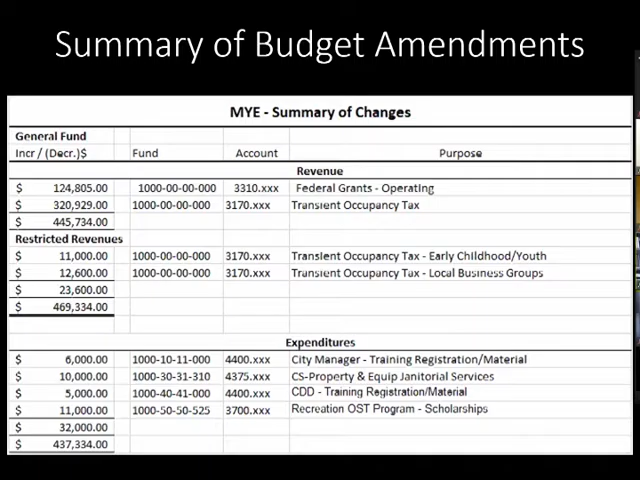 Summary of Budget Amendments
MYE - Summary of Changes
General Fund
Incr / (Decr.)$ Fund Account Purpose
Revenue
$ 124,805.00 1000-00-00-000 3310.xxx Federal Grants - Operating
$ 320,929.00 1000-00-00-000 3170.xxx Transient Occupancy Tax
$ 445,734.00
Restricted Revenues
$ 11,000.00 1000-00-00-000 3170.xxx Transient Occupancy Tax - Early Childhood/Youth
$ 12,600.00 1000-00-00-000 3170.xxx Transient Occupancy Tax - Local Business Groups
$ 23,600.00
$ 469,334.00
Expenditures
$ 6,000.00 1000-10-11-000 4400.xxx City Manager - Training Registration/Material
$ 10,000.00 1000-30-31-310 4375.xxx CS-Property & Equip Janitorial Services
$ 5,000.00 1000-40-41-000 4400.xxx CDD - Training Registration/Material
$ 11,000.00 1000-50-50-525 3700.xxx Recreation OST Program - Scholarships
$ 32,000.00
$ 437,334.00